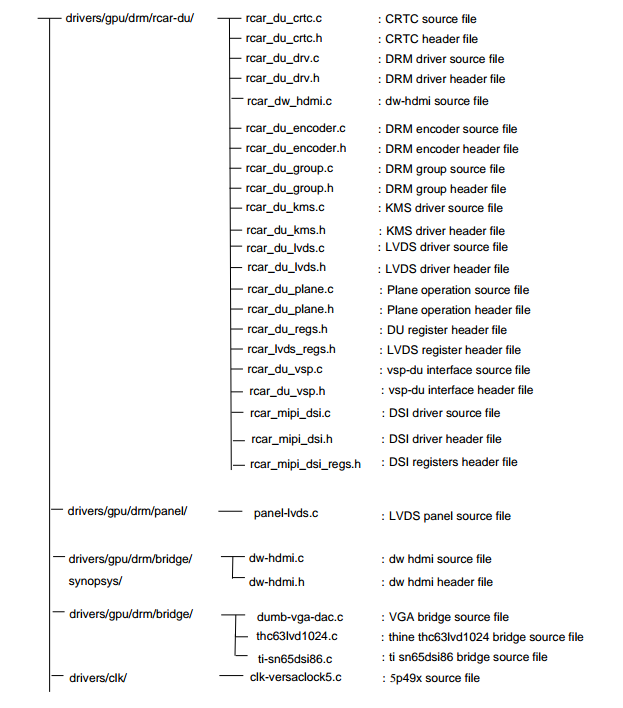 drivers/gpu/drm/rcar-du/ rcar_du_crtc.c : CRTC source file
rcar_du_crtc.h : CRTC header file
rcar_du_drv.c : DRM driver source file
rcar_du_drv.h : DRM driver header file
rcar_dw_hdmi.c : dw-hdmi source file
rcar_du_encoder.c : DRM encoder source file
rcar_du_encoder.h : DRM encoder header file
rcar_du_group.c : DRM group source file
rcar_du_group.h : DRM group header file
rcar_du_kms.c : KMS driver source file
rcar_du_kms.h : KMS driver header file
rcar_du_lvds.c : LVDS driver source file
rcar_du_lvds.h : LVDS driver header file
rcar_du_plane.c : Plane operation source file
rcar_du_plane.h : Plane operation header file
rcar_du_regs.h : DU register header file
rcar_lvds_regs.h : LVDS register header file
rcar_du_vsp.c : vsp-du interface source file
rcar_du_vsp.h : vsp-du interface header file
rcar_mipi_dsi.c : DSI driver source file
rcar_mipi_dsi.h : DSI driver header file
rcar_mipi_dsi_regs.h : DSI registers header file
drivers/gpu/drm/panel/ panel-lvds.c : LVDS panel source file
drivers/gpu/drm/bridge/ dw-hdmi.c : dw hdmi source file
synopsys/ dw-hdmi.h : dw hdmi header file
drivers/gpu/drm/bridge/ dumb-vga-dac.c : VGA bridge source file
thc63lvd1024.c : thine thc63lvd1024 bridge source file
ti-sn65dsi86.c : ti sn65dsi86 bridge source file
drivers/clk/ clk-versaclock5.c : 5p49x source file